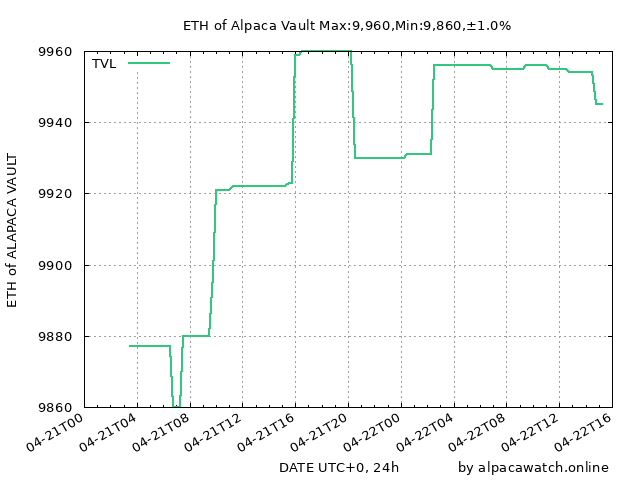 ETH of Alpaca Vault Max:9,960,Min:9,860,±1.0%
TVL
9960
9940
9920
9900
9880
9860
ETH of ALAPACA VAULT
04-21T00
04-21T04
04-21T08
04-21T12
04-21T16
04-21T20
04-22T00
04-22T04
04-22T08
04-22T12
04-22T16
DATE UTC+0, 24h
by alpacawatch.online